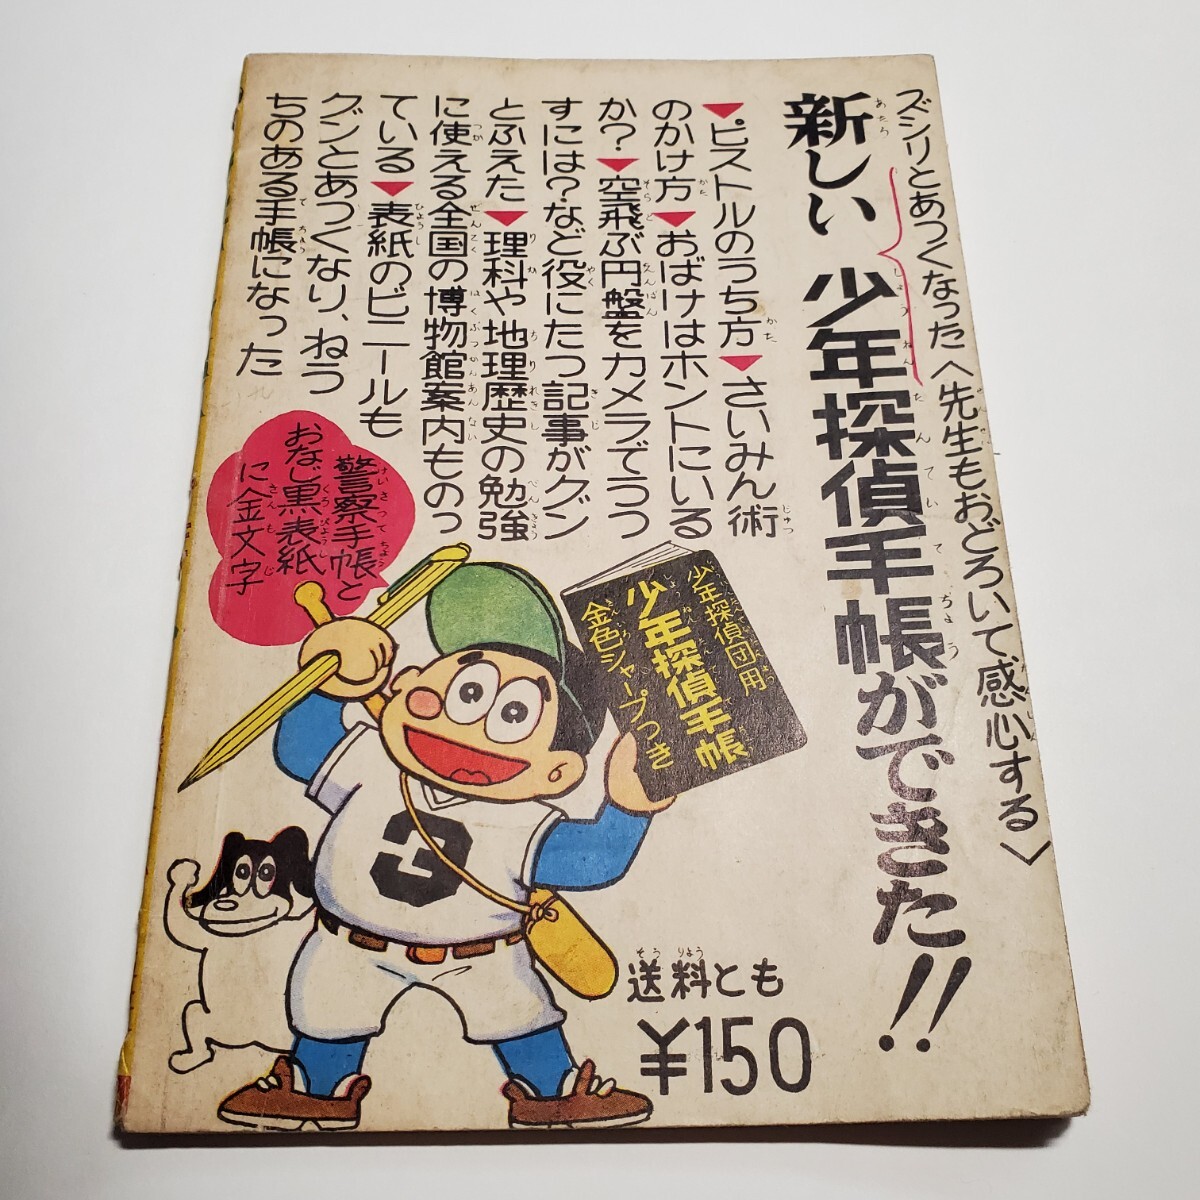 ズシリとあつくなった〈先生もおどろいて感心する〉
新しい少年探偵手帳ができた!!
▼ピストルのうち方▼さいみん術
のかけ方▼おばけはホントにいる
か?▼空飛ぶ円盤をカメラでうつ
すには?など役にたつ記事がグン
とふえた▼理科や地理歴史の勉強
に使える全国の博物館案内ものっ
ている▼表紙のビニールも
グンとあつくなり、ねう
ちのある手帳になった
警察手帳と
おなじ黒表紙
に金文字
少年探偵団用
少年探偵手帳
金色シャープつき
3
送料とも
¥150